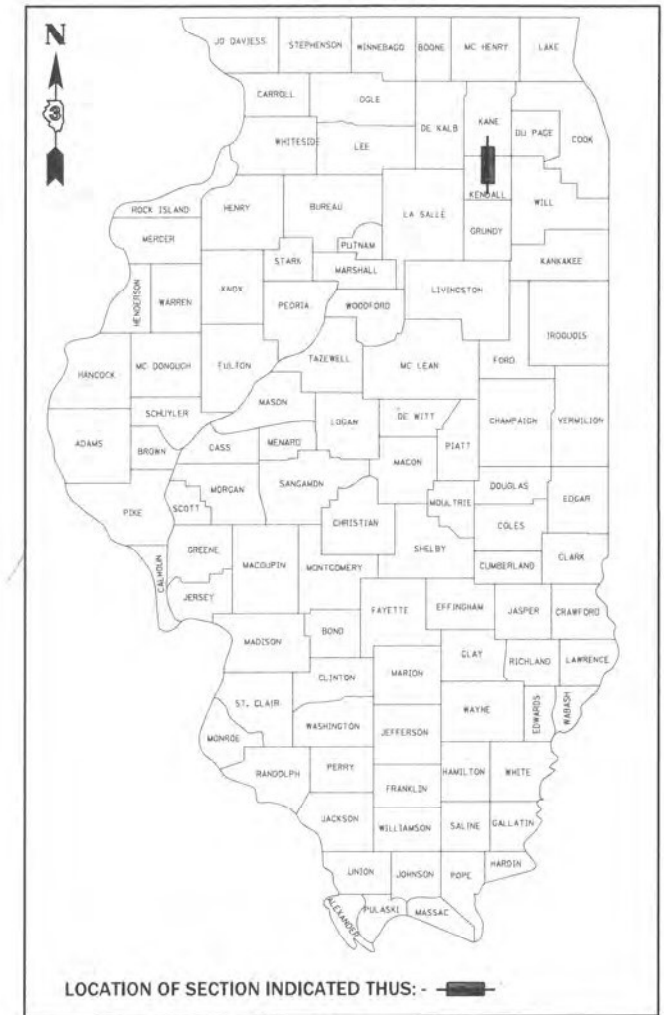 N
JO DAVIESS STEPHENSON WINNEBAGO BOONE MC HENRY LAKE
CARROLL OGLE DE KALB KANE DU PAGE COOK
WHITESIDE LEE
KENDALL WILL
ROCK ISLAND HENRY BUREAU LA SALLE GRUNDY
MERCER PUTNAM KANKAKEE
STARK MARSHALL
HENDERSON WARREN KNOX PEORIA WOODFORD LIVINGSTON IROQUOIS
HANCOCK MC DONOUGH FULTON TAZEWELL MC LEAN FORD
SCHUYLER MASON LOGAN DE WITT CHAMPAIGN VERMILION
ADAMS BROWN CASS MENARD MACON PIATT
PIKE SCOTT MORGAN SANGAMON CHRISTIAN MOULTRIE DOUGLAS EDGAR
COLES
CALHOUN GREENE MACOUPIN MONTGOMERY SHELBY CUMBERLAND CLARK
JERSEY FAYETTE EFFINGHAM JASPER CRAWFORD
MADISON BOND CLAY RICHLAND LAWRENCE
CLINTON MARION
ST. CLAIR WAYNE EDWARDS WABASH
MONROE WASHINGTON JEFFERSON
RANDOLPH PERRY HAMILTON WHITE
FRANKLIN
JACKSON WILLIAMSON SALINE GALLATIN
UNION JOHNSON POPE HARDIN
ALEXANDER PULASKI MASSAC
LOCATION OF SECTION INDICATED THUS: -